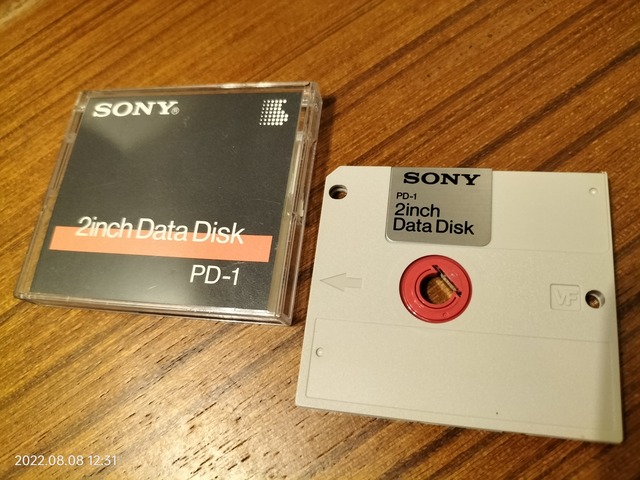 SONY®
2inch Data Disk
PD-1
SONY
PD-1
2inch
Data Disk
VF
2022.08.08 12:31